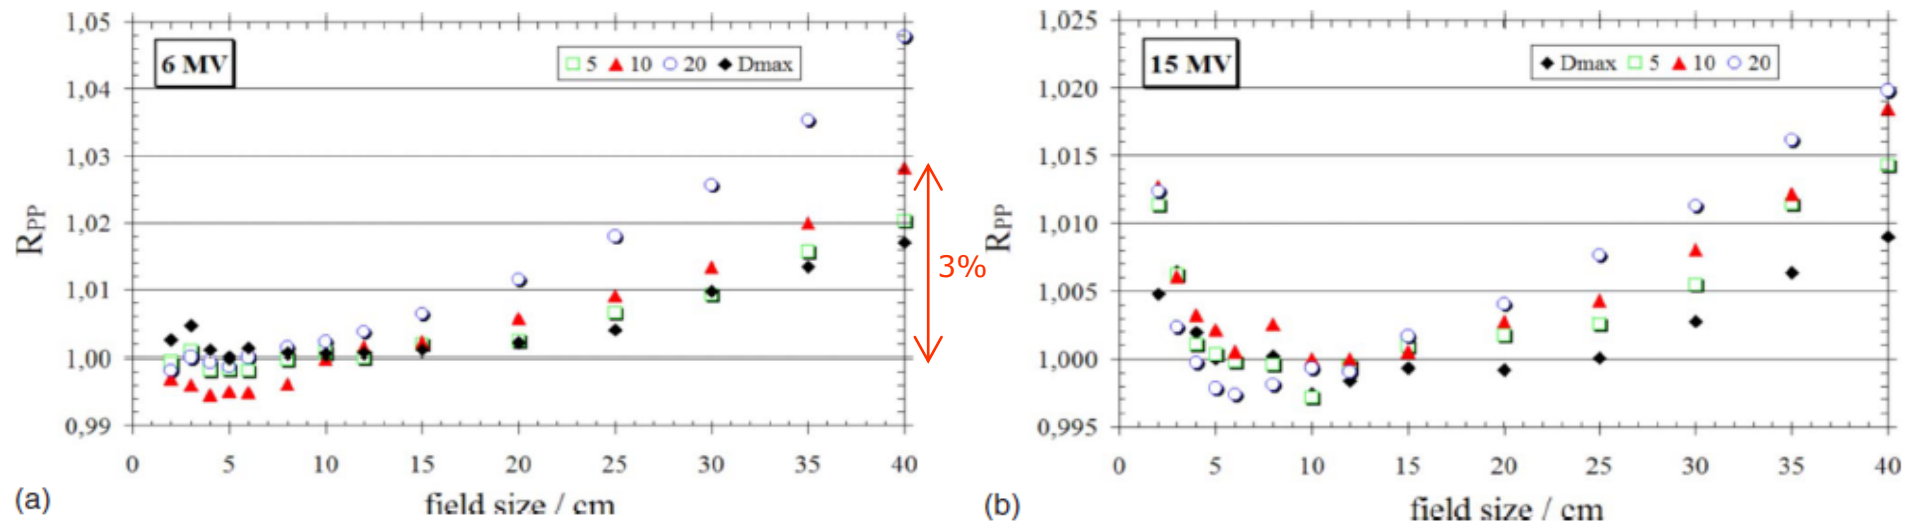 6 MV
5 10 20 Dmax
1,05
1,04
1,03
1,02
1,01
1,00
0,99
R_PP
0 5 10 15 20 25 30 35 40
field size / cm
(a)
3%
15 MV
Dmax 5 10 20
1,025
1,020
1,015
1,010
1,005
1,000
0,995
R_PP
0 5 10 15 20 25 30 35 40
field size / cm
(b)